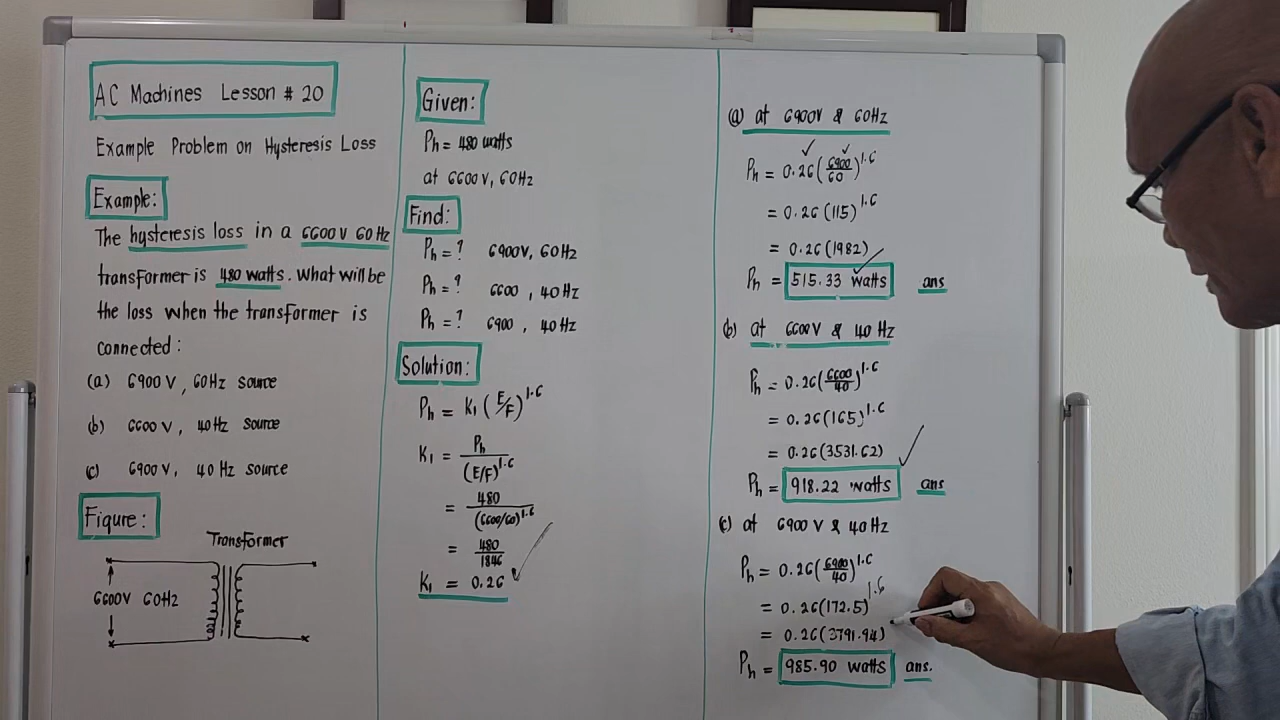 AC Machines Lesson # 20
Example Problem on Hysteresis Loss
Example:
The hysteresis loss in a 6600V 60Hz
transformer is 480 watts. What will be
the loss when the transformer is
connected:
(a) 6900 V, 60Hz source
(b) 6600 V, 40Hz source
(c) 6900 V, 40 Hz source
Figure:
Transformer
6600V 60Hz
Given:
Ph = 480 watts
at 6600V, 60Hz
Find:
Ph = ? 6900V, 60Hz
Ph = ? 6600, 40Hz
Ph = ? 6900, 40Hz
Solution:
Ph = K1 (E/F)^1.6
K1 = Ph / (E/F)^1.6
= 480 / (6600/60)^1.6
= 480 / 1846
K1 = 0.26
(a) at 6900V & 60Hz
Ph = 0.26(6900/60)^1.6
= 0.26(115)^1.6
= 0.26(1982)
Ph = 515.33 watts ans
(b) at 6600V & 40 Hz
Ph = 0.26(6600/40)^1.6
= 0.26(165)^1.6
= 0.26(3531.62)
Ph = 918.22 watts ans
(c) at 6900 V & 40Hz
Ph = 0.26(6900/40)^1.6
= 0.26(172.5)^1.6
= 0.26(3791.94)
Ph = 985.90 watts ans.